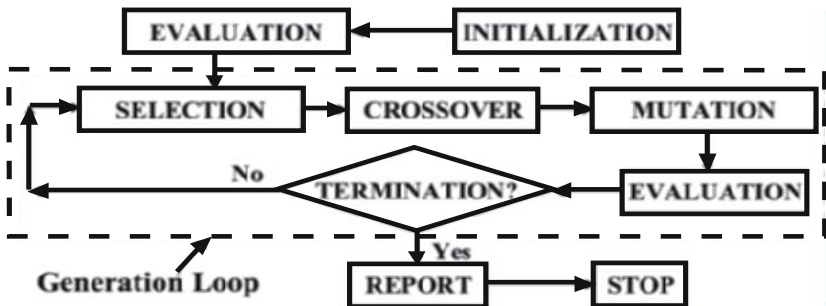 EVALUATION
INITIALIZATION
SELECTION
CROSSOVER
MUTATION
No
TERMINATION?
EVALUATION
Yes
Generation Loop
REPORT
STOP